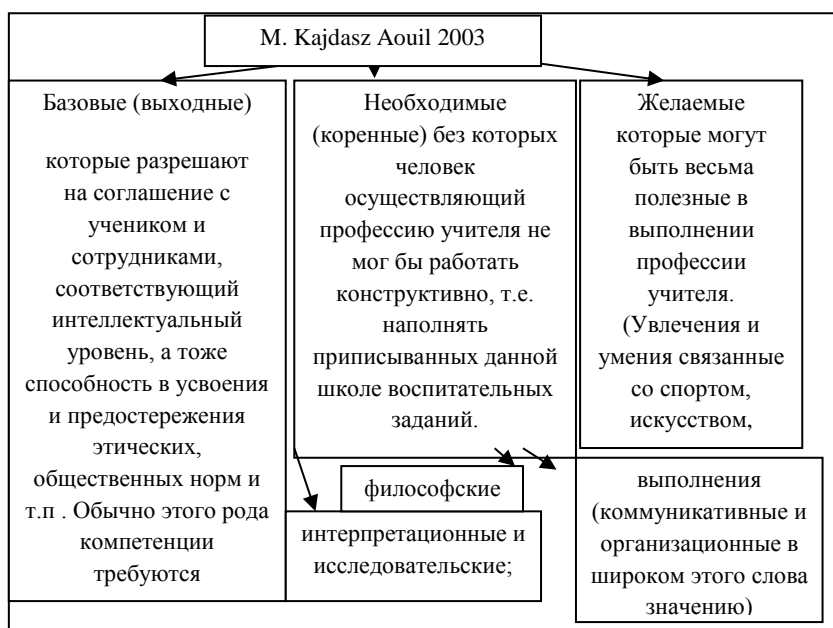 M. Kajdasz Aouil 2003
Базовые (выходные)
которые разрешают
на соглашение с
учеником и
сотрудниками,
соответствующий
интеллектуальный
уровень, а тоже
способность в усвоения
и предостережения
этических,
общественных норм и
т.п . Обычно этого рода
компетенции
требуются
Необходимые
(коренные) без которых
человек
осуществляющий
профессию учителя не
мог бы работать
конструктивно, т.е.
наполнять
приписыванных данной
школе воспитательных
заданий.
Желаемые
которые могут
быть весьма
полезные в
выполнении
профессии
учителя.
(Увлечения и
умения связанные
со спортом,
искусством,
философские
интерпретационные и
исследовательские;
выполнения
(коммуникативные и
организационные в
широком этого слова
значению)